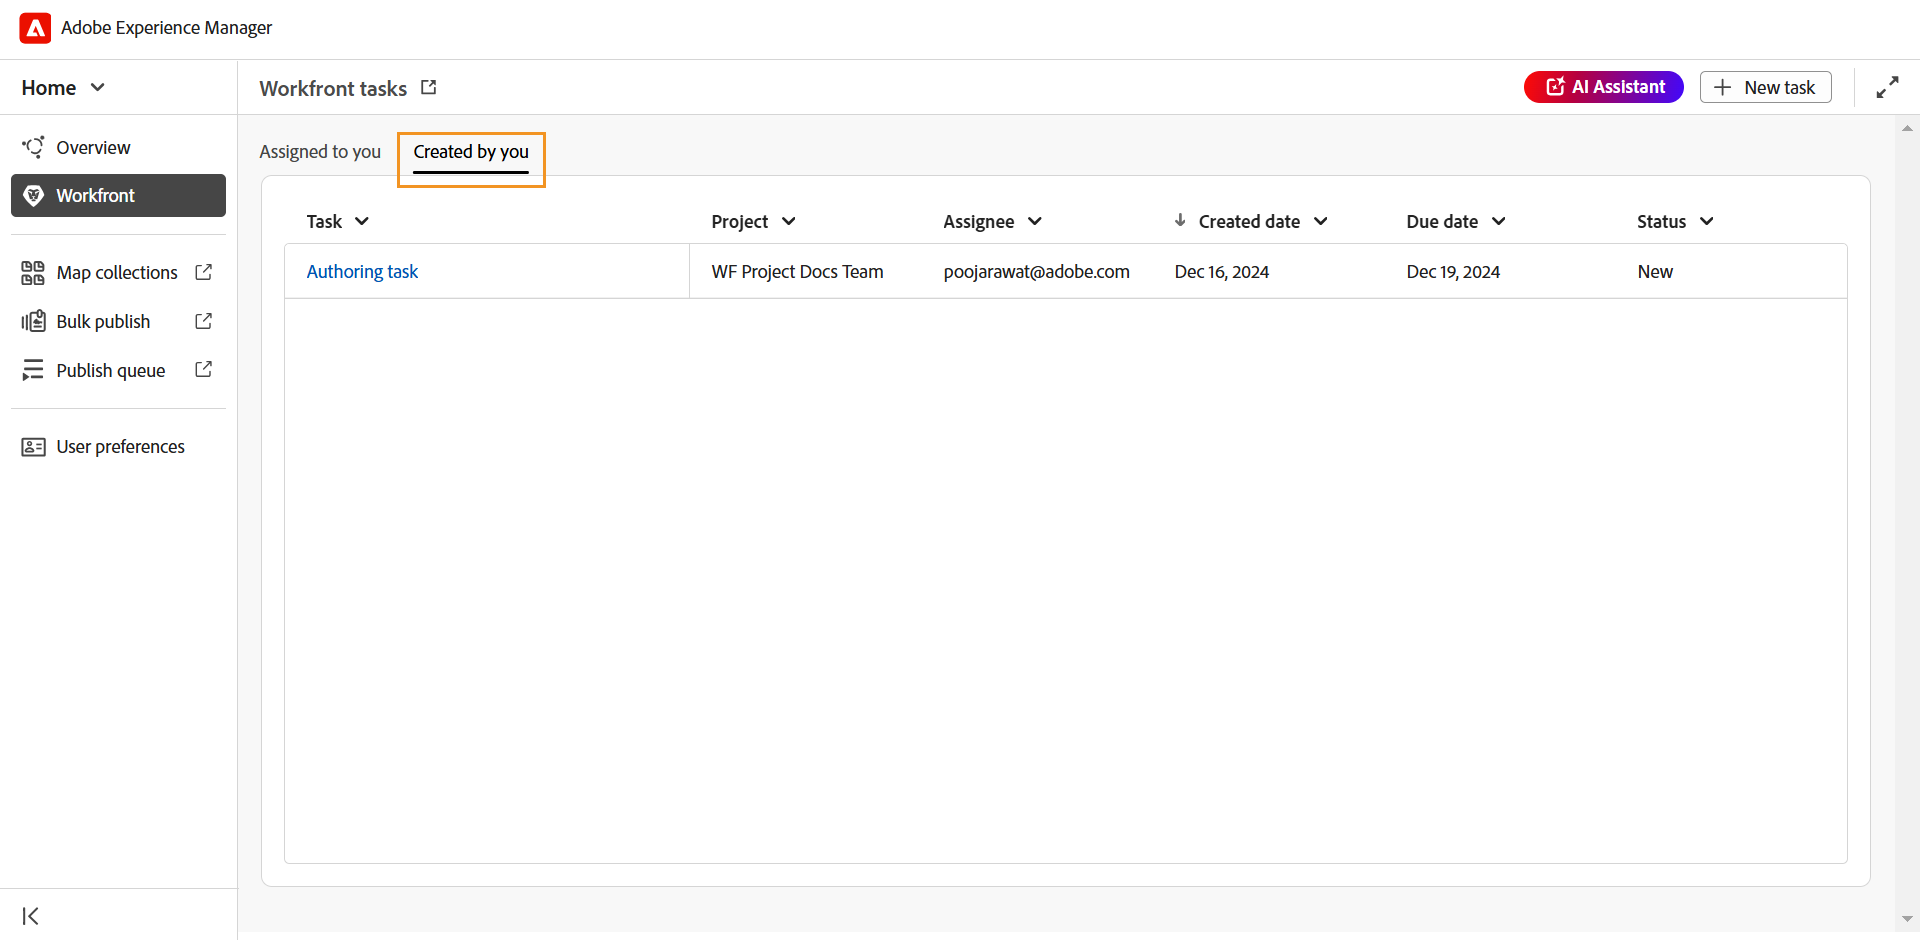 Adobe Experience Manager
Home
Workfront tasks
AI Assistant
New task
Overview
Workfront
Map collections
Bulk publish
Publish queue
User preferences
Assigned to you
Created by you
Task Project Assignee Created date Due date Status
Authoring task WF Project Docs Team poojarawat@adobe.com Dec 16, 2024 Dec 19, 2024 New